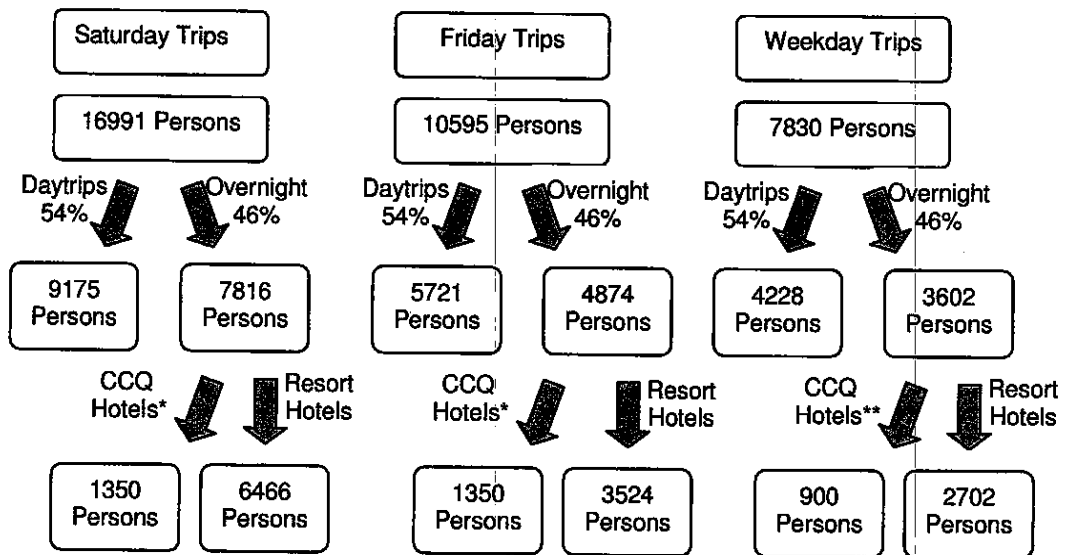 Saturday Trips
16991 Persons
Daytrips
54%
Overnight
46%
9175
Persons
7816
Persons
CCQ
Hotels*
Resort
Hotels
1350
Persons
6466
Persons
Friday Trips
10595 Persons
Daytrips
54%
Overnight
46%
5721
Persons
4874
Persons
CCQ
Hotels*
Resort
Hotels
1350
Persons
3524
Persons
Weekday Trips
7830 Persons
Daytrips
54%
Overnight
46%
4228
Persons
3602
Persons
CCQ
Hotels**
Resort
Hotels
900
Persons
2702
Persons